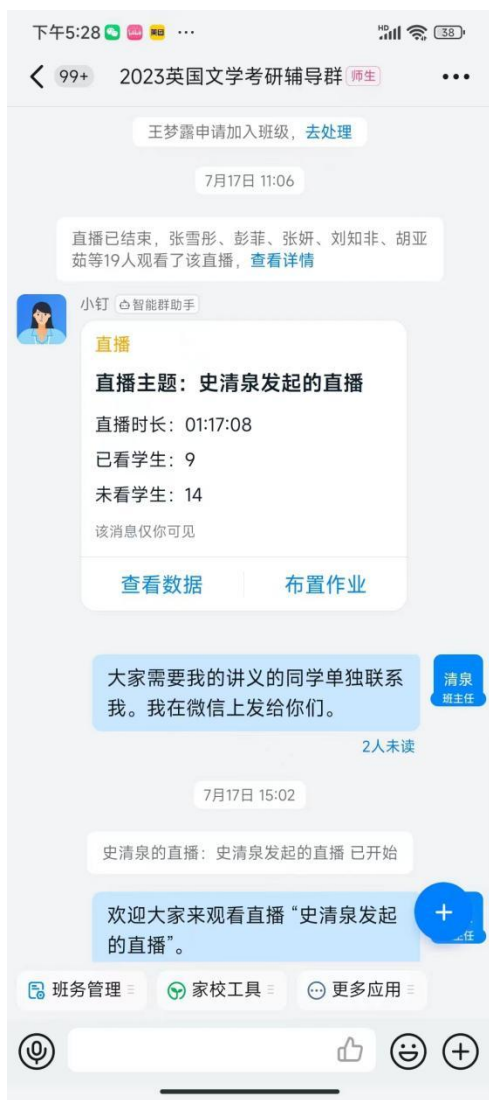 下午5:28
38
99+ 2023英国文学考研辅导群 师生
王梦露申请加入班级，去处理
7月17日 11:06
直播已结束，张雪彤、彭菲、张妍、刘知非、胡亚
茹等19人观看了该直播，查看详情
小钉 智能群助手
直播
直播主题：史清泉发起的直播
直播时长：01:17:08
已看学生：9
未看学生：14
该消息仅你可见
查看数据 布置作业
大家需要我的讲义的同学单独联系
我。我在微信上发给你们。
清泉
班主任
2人未读
7月17日 15:02
史清泉的直播：史清泉发起的直播 已开始
欢迎大家来观看直播“史清泉发起
的直播”。
班务管理 家校工具 更多应用